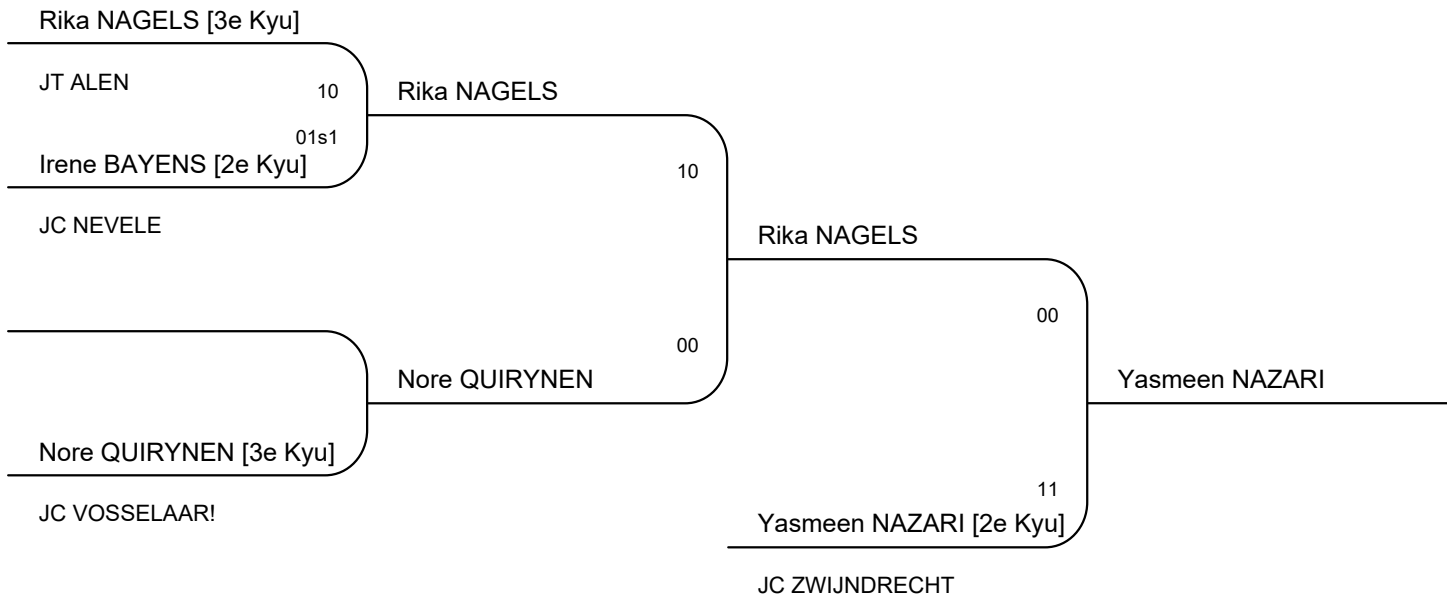 Rika NAGELS [3e Kyu]
JT ALEN
10
01s1
Irene BAYENS [2e Kyu]
JC NEVELE
Rika NAGELS
10
00
Nore QUIRYNEN
Nore QUIRYNEN [3e Kyu]
JC VOSSELAAR!
Rika NAGELS
00
11
Yasmeen NAZARI [2e Kyu]
JC ZWIJNDRECHT
Yasmeen NAZARI